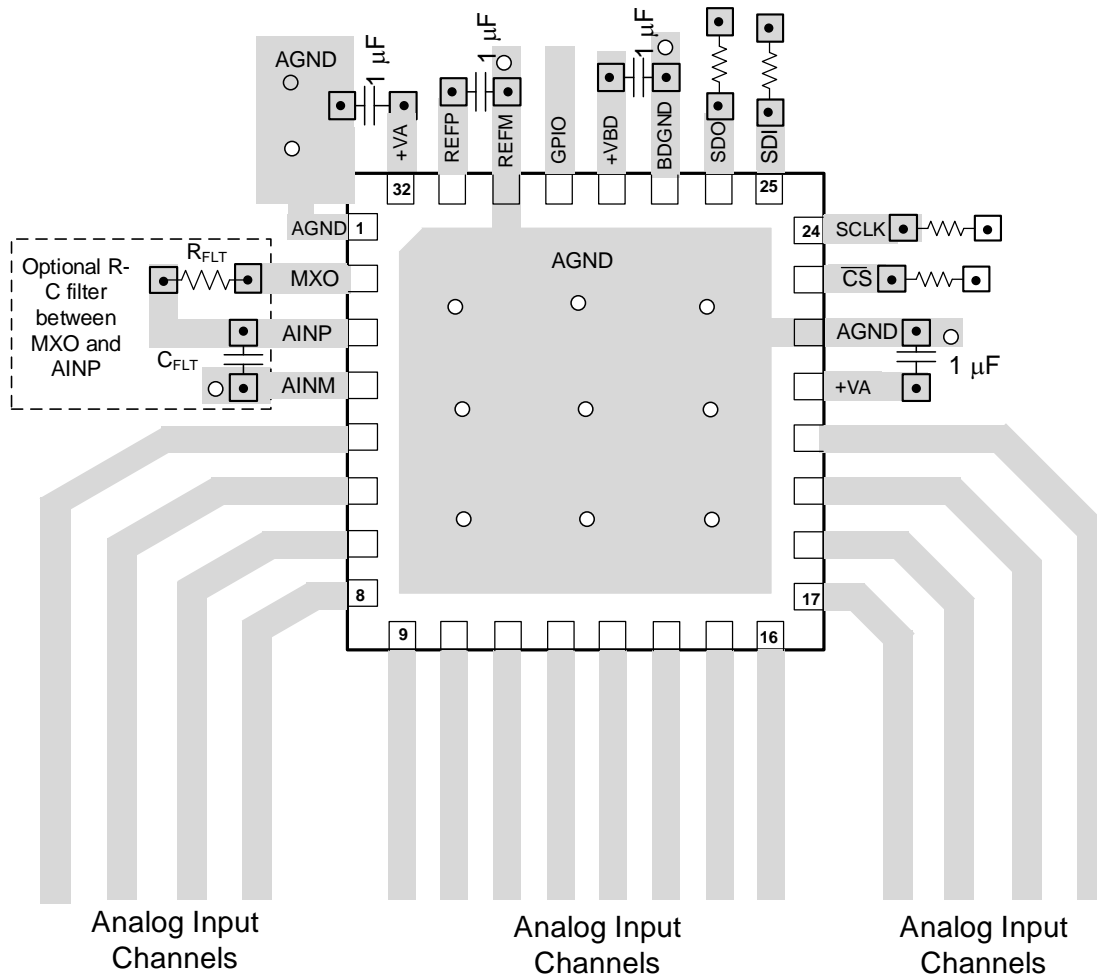 AGND
1 μF
1 μF
1 μF
+VA
REFP
REFM
GPIO
+VBD
BDGND
SDO
SDI
32
25
AGND
1
24
SCLK
Optional R-
C filter
between
MXO and
AINP
RFLT
MXO
CS
AGND
AINP
AGND
CFLT
AINM
+VA
1 μF
8
17
9
16
Analog Input
Channels
Analog Input
Channels
Analog Input
Channels